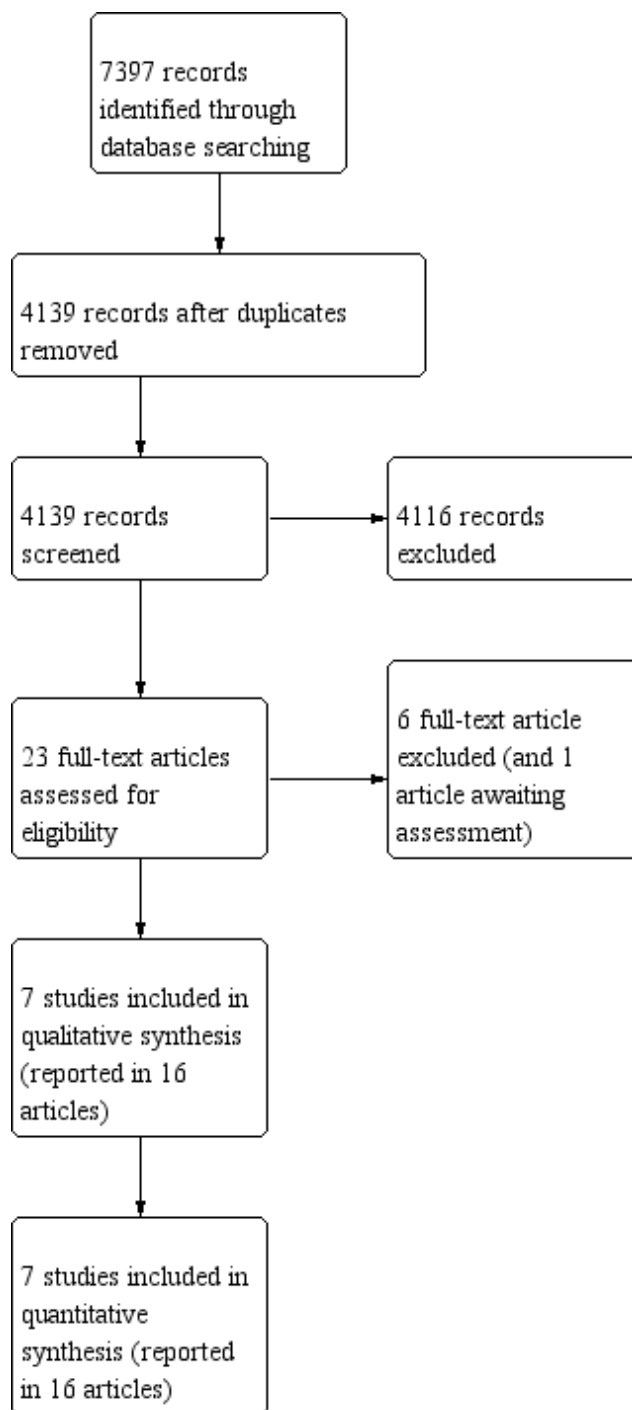 7397 records
identified through
database searching
4139 records after duplicates
removed
4139 records
screened
4116 records
excluded
23 full-text articles
assessed for
eligibility
6 full-text article
excluded (and 1
article awaiting
assessment)
7 studies included in
qualitative synthesis
(reported in 16
articles)
7 studies included in
quantitative
synthesis (reported
in 16 articles)